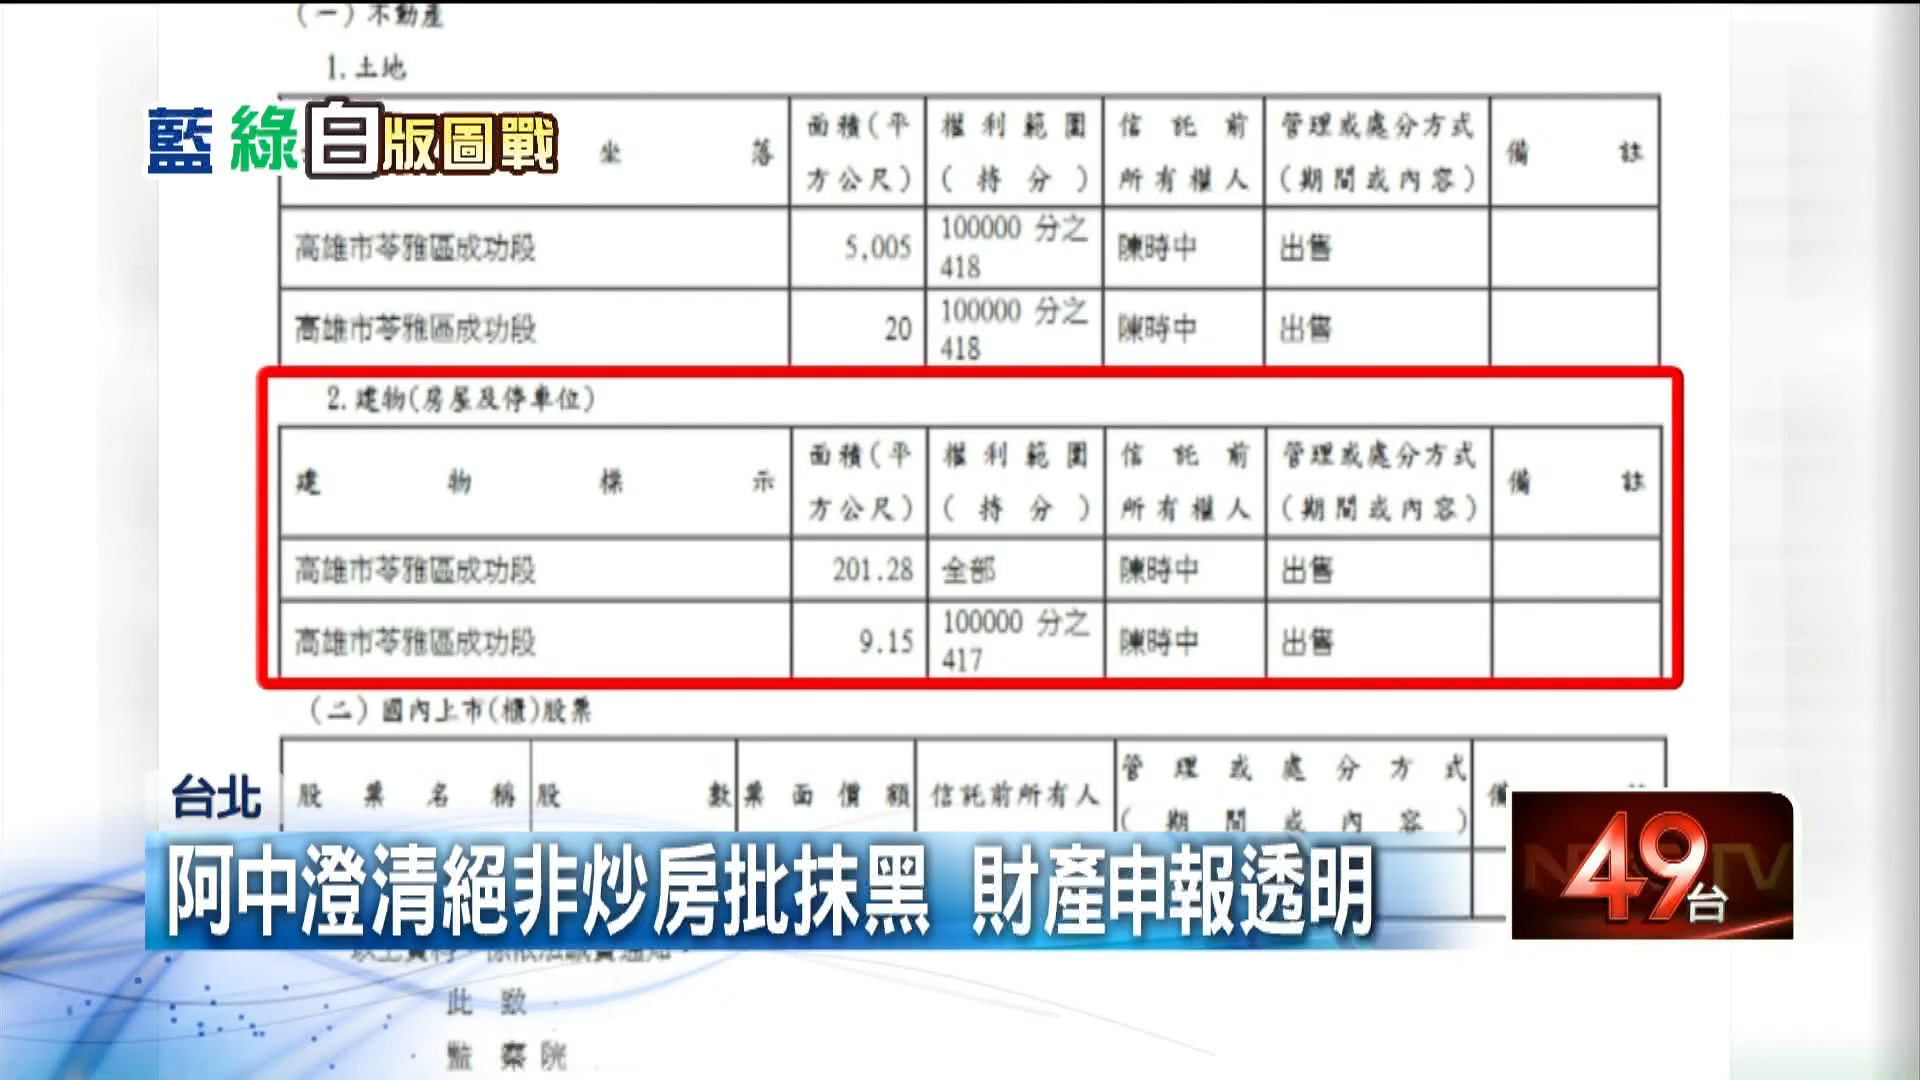 (一)不動產
1.土地
藍綠白版圖戰
坐落
面積(平方公尺)
權利範圍(持分)
信託前所有權人
管理或處分方式(期間或內容)
備註
高雄市苓雅區成功段 5,005 100000 分之 418 陳時中 出售
高雄市苓雅區成功段 20 100000 分之 418 陳時中 出售
2.建物(房屋及停車位)
建物標示
面積(平方公尺)
權利範圍(持分)
信託前所有權人
管理或處分方式(期間或內容)
備註
高雄市苓雅區成功段 201.28 全部 陳時中 出售
高雄市苓雅區成功段 9.15 100000 分之 417 陳時中 出售
(二)國內上市(櫃)股票
股票名稱
股數
票面價額
信託前所有人
管理或處分方式(期間或內容)
備
台北
阿中澄清絕非炒房批抹黑 財產申報透明
49台
此致
監察院